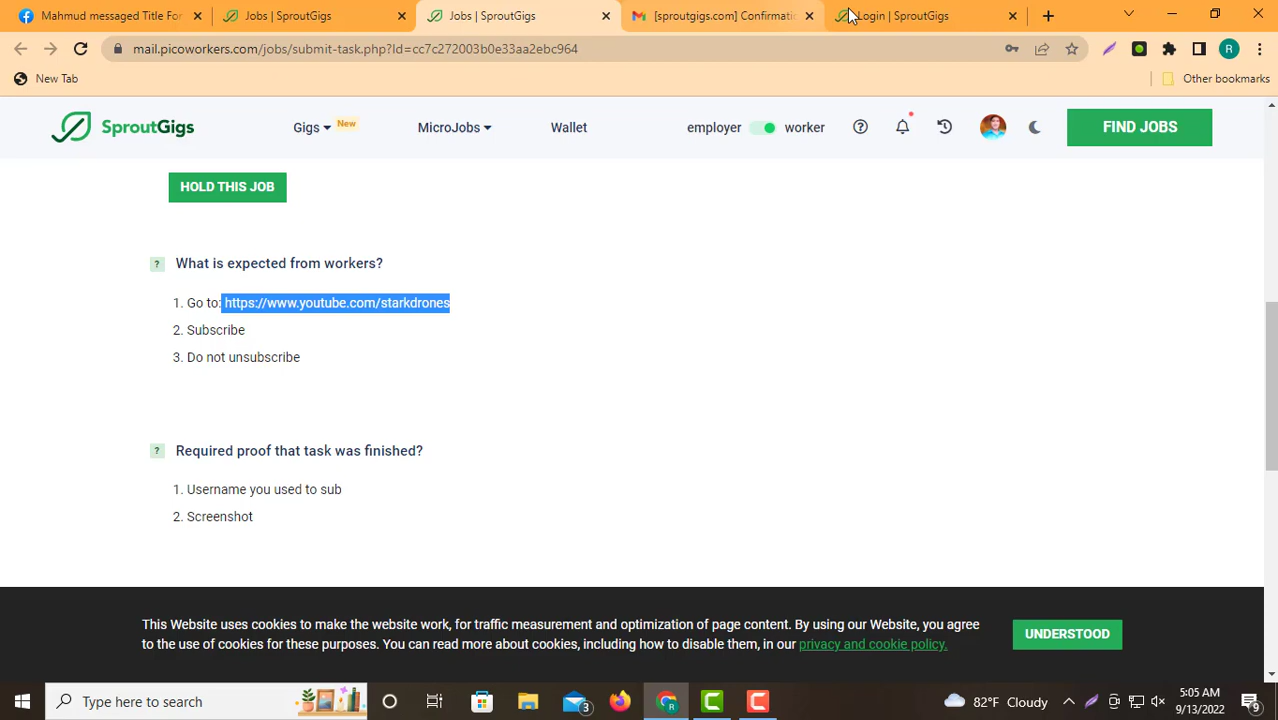 Mahmud messaged Title For
Jobs | SproutGigs
Jobs | SproutGigs
[sproutgigs.com] Confirmati
Login | SproutGigs
mail.picoworkers.com/jobs/submit-task.php?Id=cc7c272003b0e33aa2ebc964
R
New Tab
Other bookmarks
SproutGigs
Gigs
New
MicroJobs
Wallet
employer
worker
FIND JOBS
HOLD THIS JOB
? What is expected from workers?
1. Go to: https://www.youtube.com/starkdrones
2. Subscribe
3. Do not unsubscribe
? Required proof that task was finished?
1. Username you used to sub
2. Screenshot
This Website uses cookies to make the website work, for traffic measurement and optimization of page content. By using our Website, you agree
to the use of cookies for these purposes. You can read more about cookies, including how to disable them, in our privacy and cookie policy.
UNDERSTOOD
Type here to search
3
R
82°F Cloudy
5:05 AM
9/13/2022
9